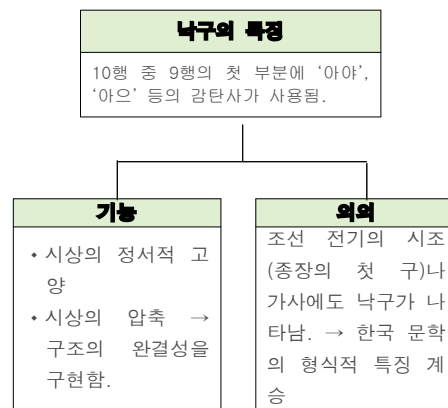 낙구의 특징
10행 중 9행의 첫 부분에 ‘아야’,
‘아으’ 등의 감탄사가 사용됨.
기능
• 시상의 정서적 고
양
• 시상의 압축 →
구조의 완결성을
구현함.
의의
조선 전기의 시조
(종장의 첫 구)나
가사에도 낙구가 나
타남. → 한국 문학
의 형식적 특징 계
승